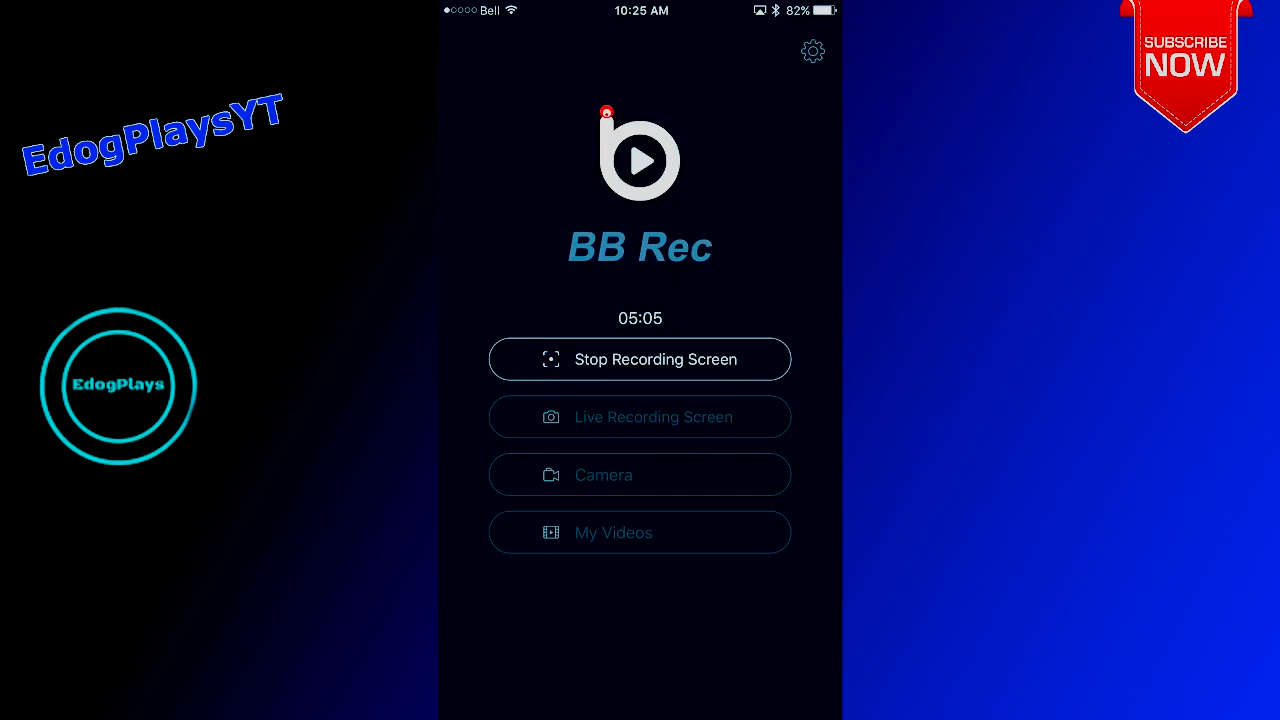 Bell 10:25 AM 82%
SUBSCRIBE
NOW
EdogPlaysYT
BB Rec
05:05
Stop Recording Screen
EdogPlays
Live Recording Screen
Camera
My Videos